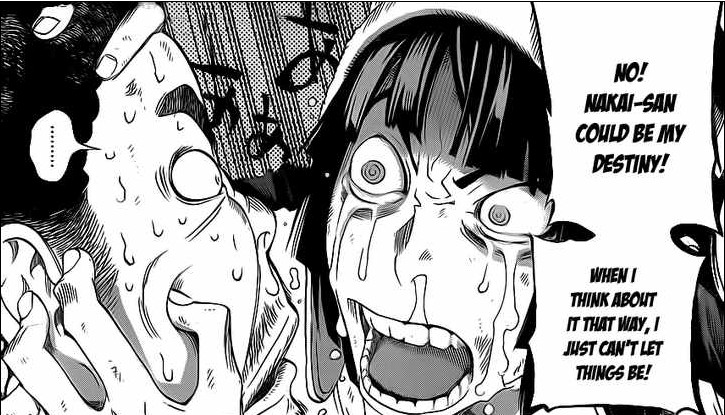 NO!
NAKAI-SAN
COULD BE MY
DESTINY!
WHEN I
THINK ABOUT
IT THAT WAY, I
JUST CAN'T LET
THINGS BE!